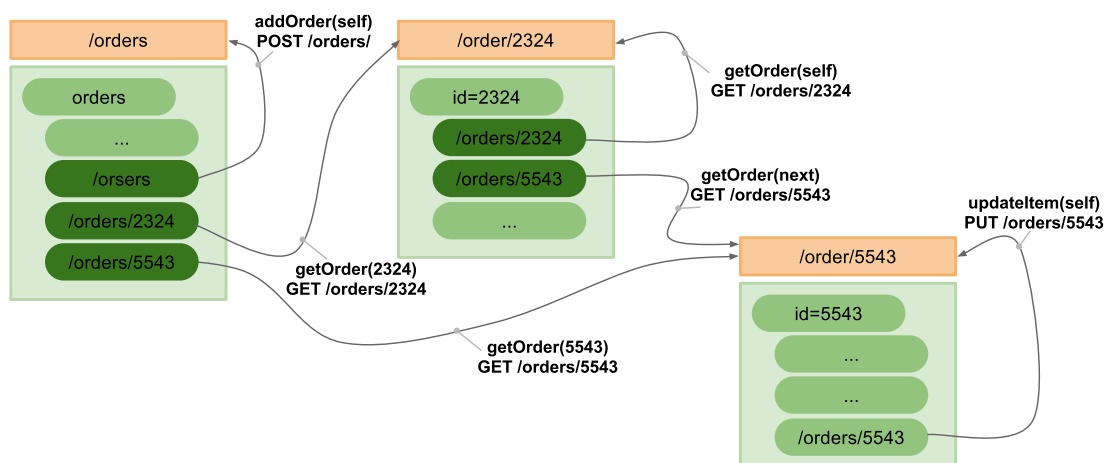 /orders
orders
...
/orsers
/orders/2324
/orders/5543
addOrder(self)
POST /orders/
getOrder(2324)
GET /orders/2324
getOrder(5543)
GET /orders/5543
/order/2324
id=2324
/orders/2324
/orders/5543
...
getOrder(self)
GET /orders/2324
getOrder(next)
GET /orders/5543
/order/5543
id=5543
...
...
/order/5543
updateItem(self)
PUT /orders/5543